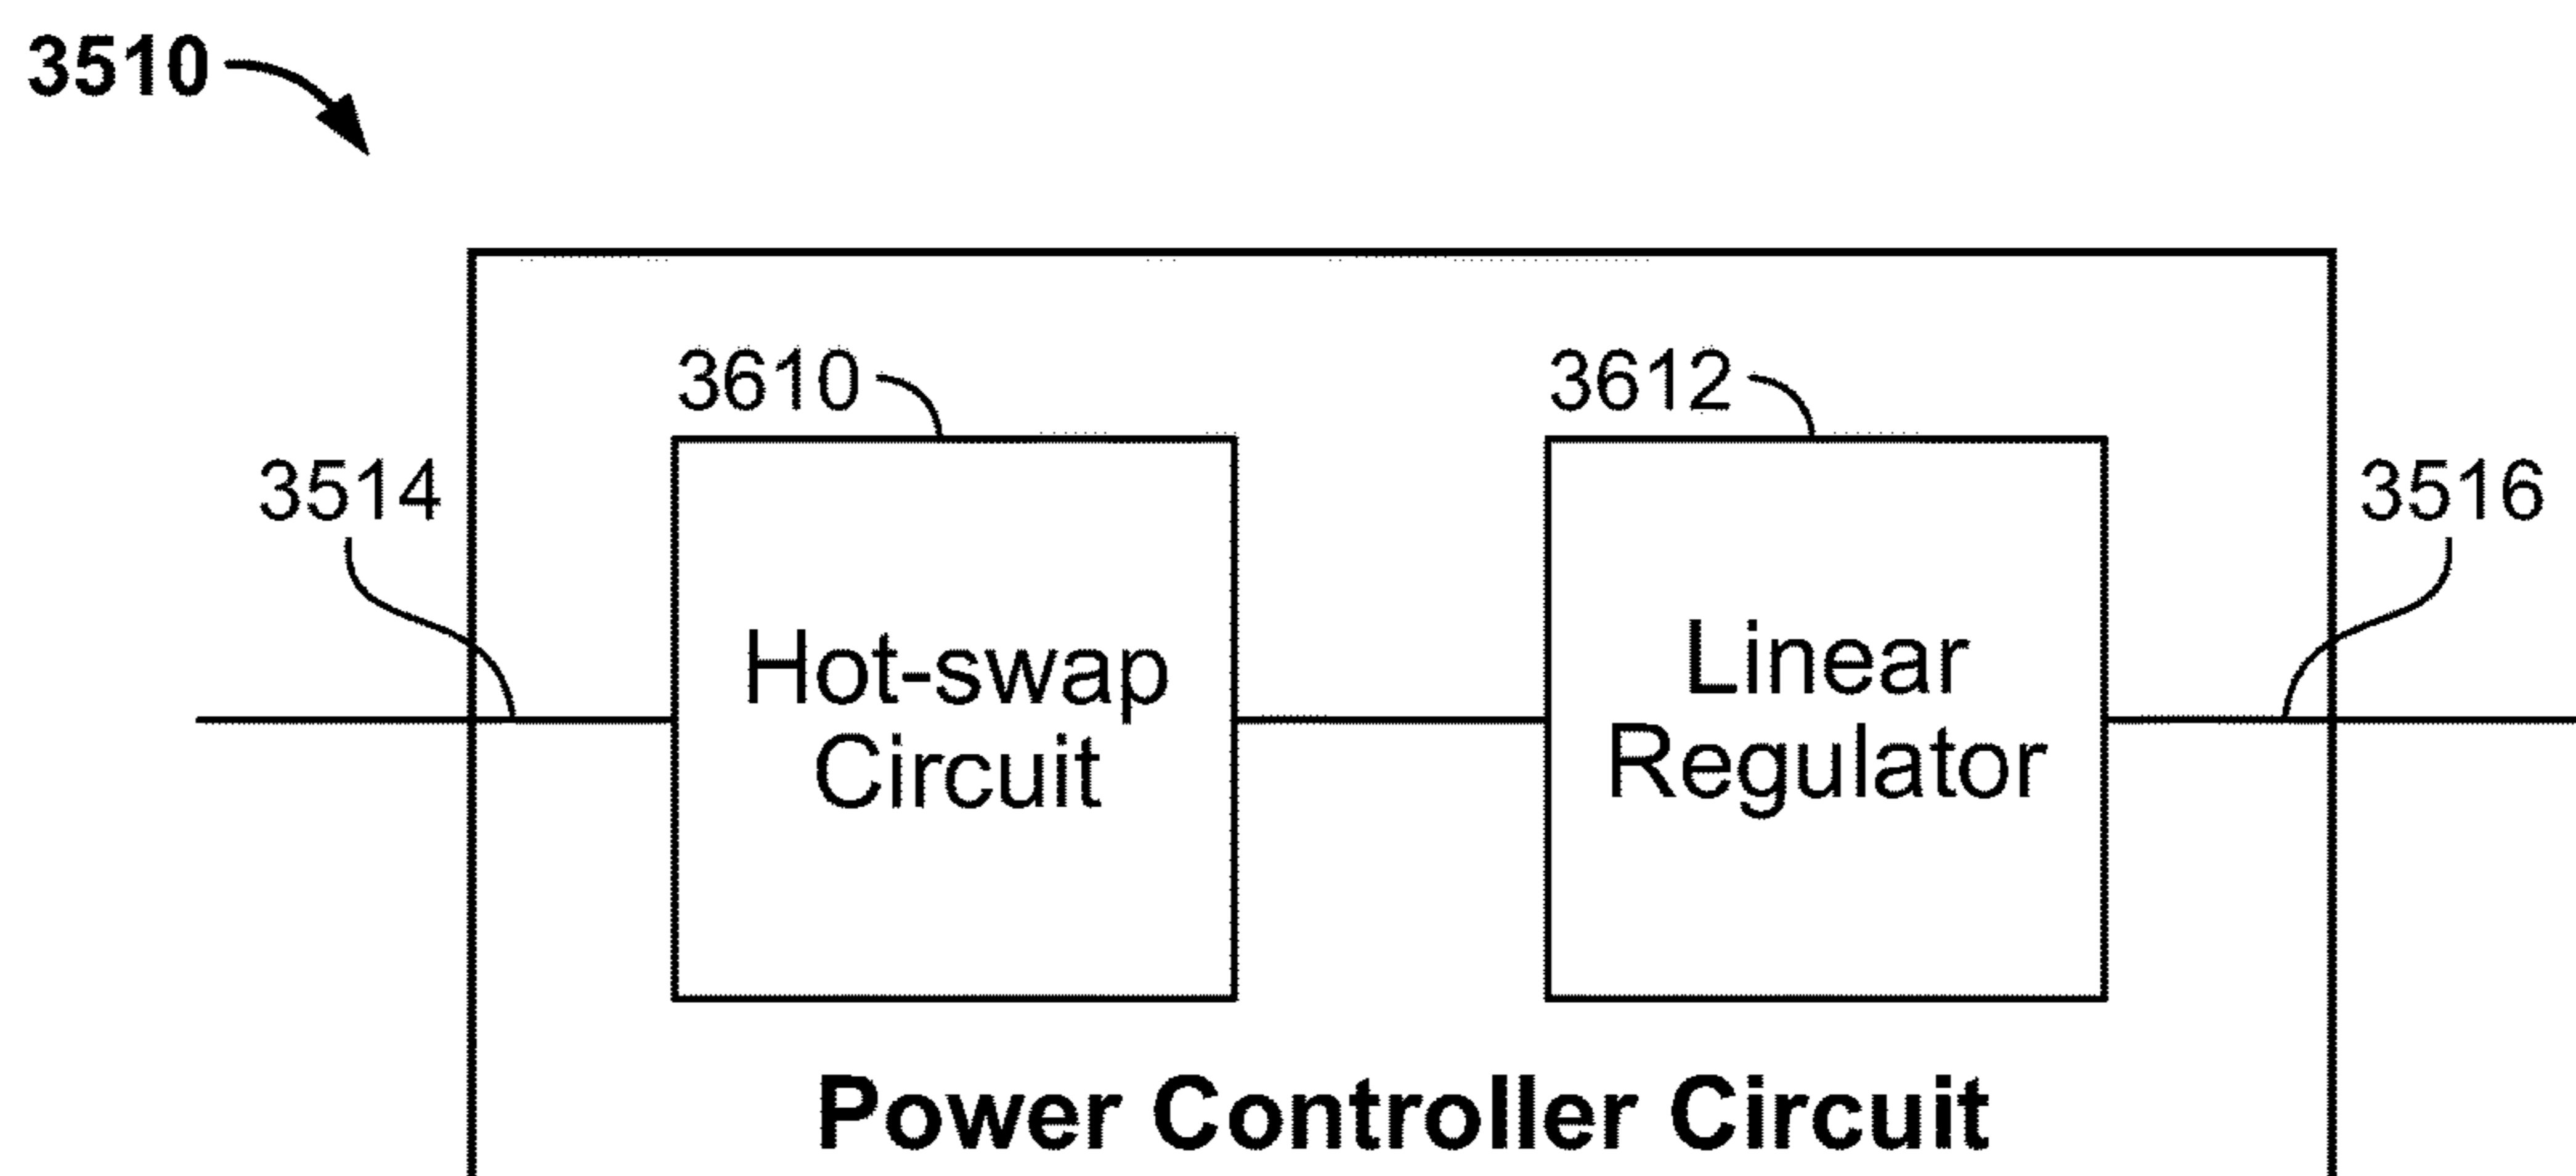 3510
3610
3612
3514
3516
Hot-swap
Circuit
Linear
Regulator
Power Controller Circuit